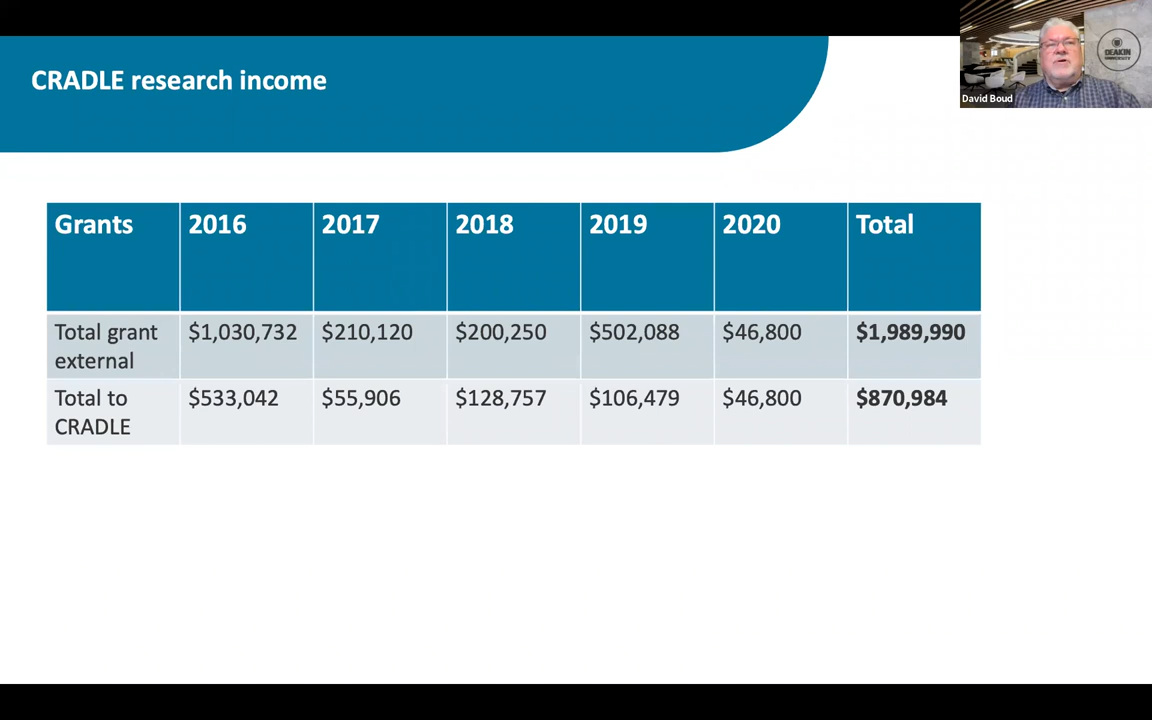 CRADLE research income
DEAKIN
UNIVERSITY
David Boud
Grants 2016 2017 2018 2019 2020 Total
Total grant $1,030,732 $210,120 $200,250 $502,088 $46,800 $1,989,990
external
Total to $533,042 $55,906 $128,757 $106,479 $46,800 $870,984
CRADLE